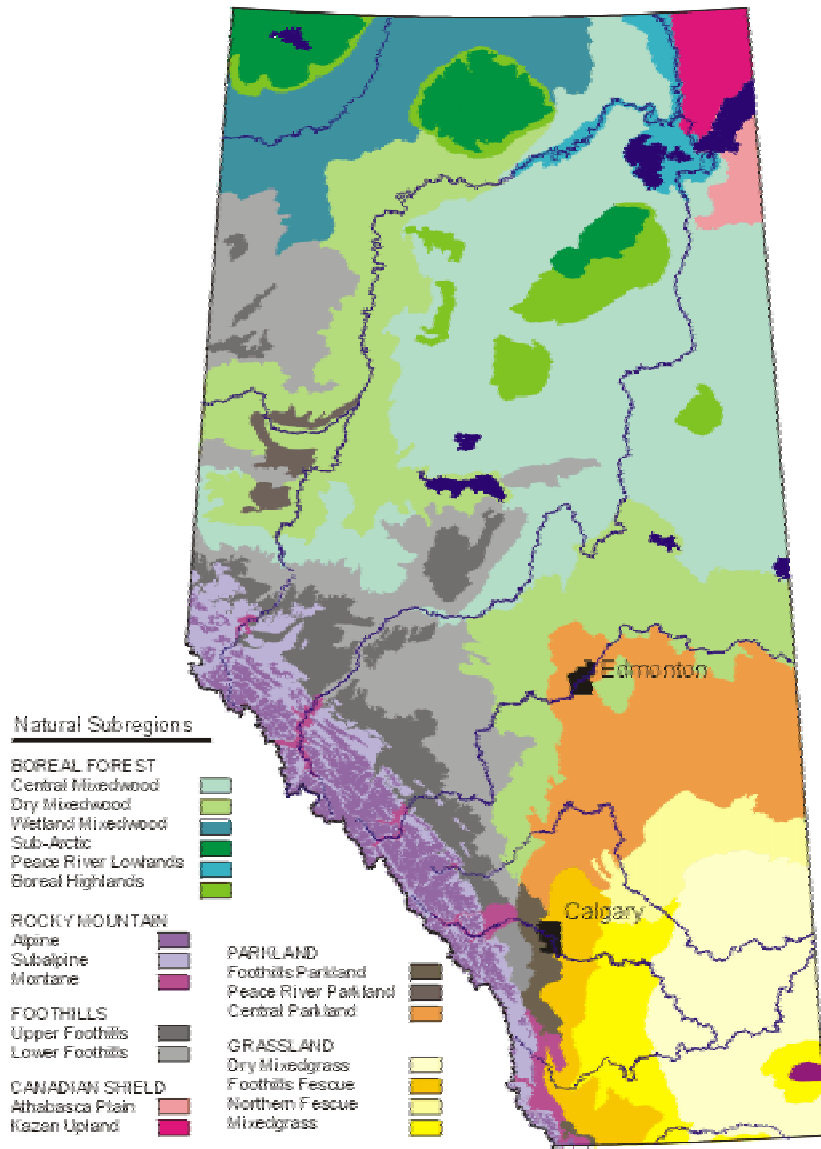 Edmonton
Calgary
Natural Subregions
BOREAL FOREST
Central Mixedwood
Dry Mixedwood
Wetland Mixedwood
Sub-Arctic
Peace River Lowlands
Boreal Highlands
ROCKY MOUNTAIN
Alpine
Subalpine
Montane
FOOTHILLS
Upper Foothills
Lower Foothills
CANADIAN SHIELD
Athabasca Plain
Kazan Upland
PARKLAND
Foothills Parkland
Peace River Parkland
Central Parkland
GRASSLAND
Dry Mixedgrass
Foothills Fescue
Northern Fescue
Mixedgrass